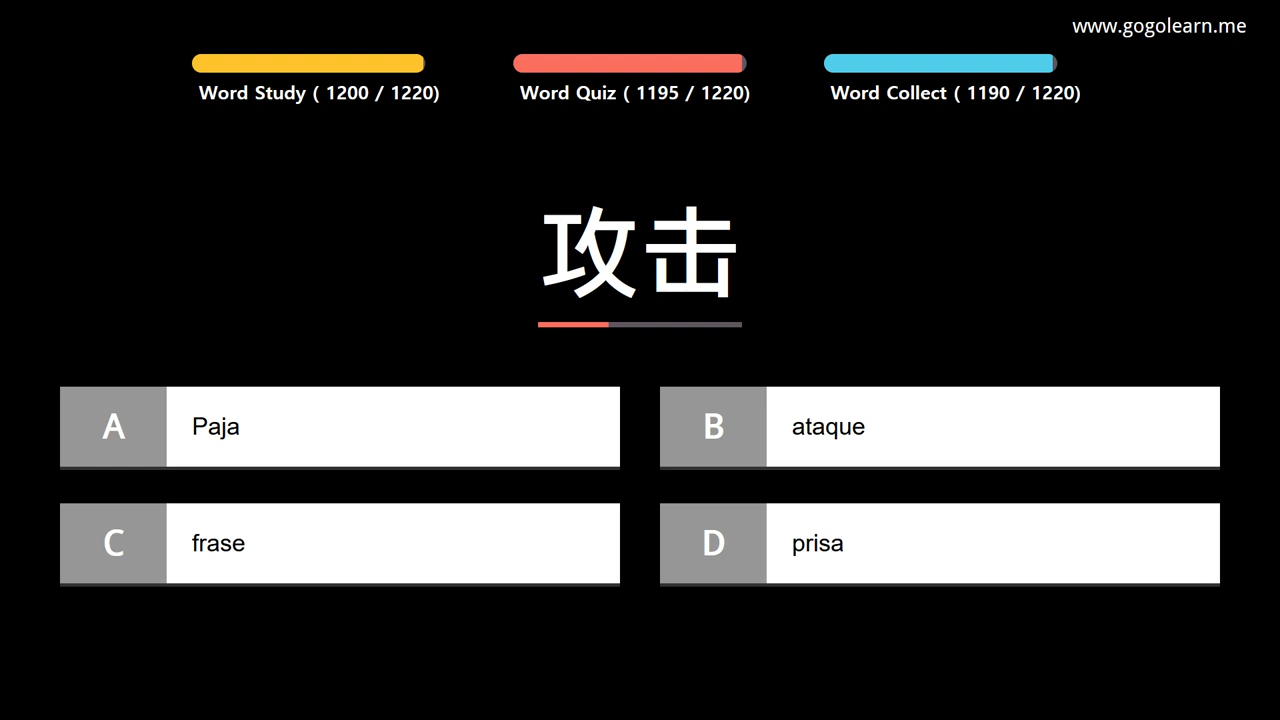 www.gogolearn.me
Word Study ( 1200 / 1220)
Word Quiz ( 1195 / 1220)
Word Collect ( 1190 / 1220)
攻击
A Paja
B ataque
C frase
D prisa